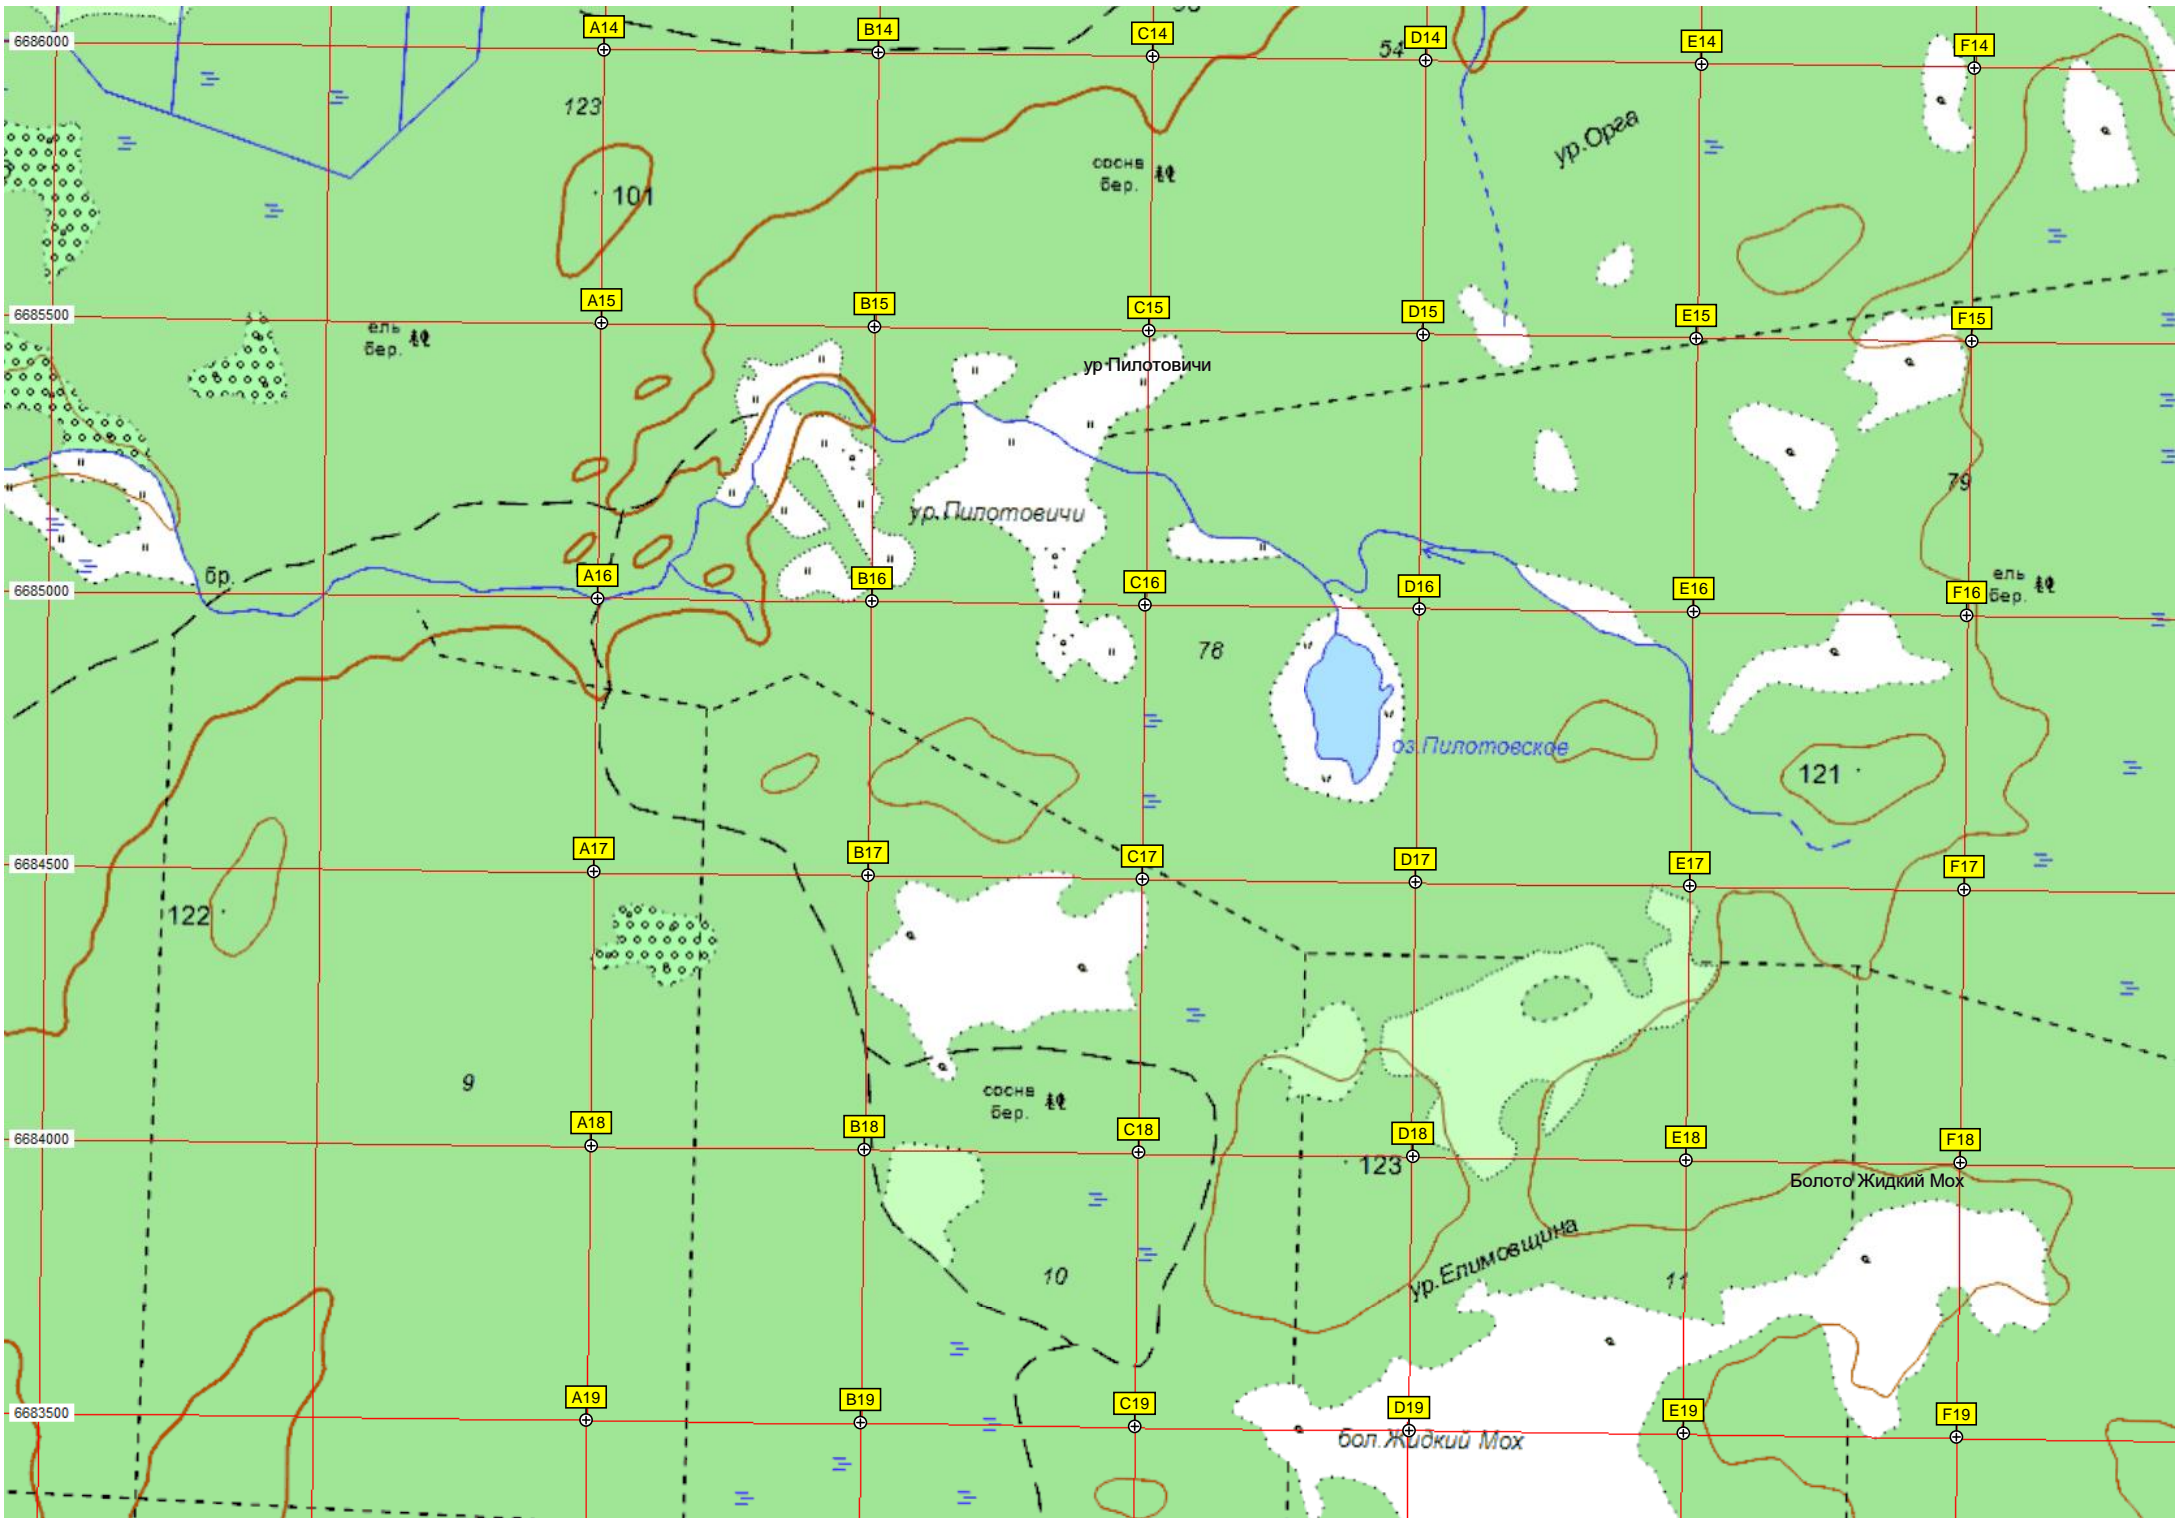 6686000
A14
B14
C14
54
D14
E14
F14
123
ур.Орга
сосна
бер.
101
6685500
A15
B15
C15
D15
E15
F15
ель
бер.
ур Пилотовичи
79
ур.Пилотовичи
6685000
бр.
A16
B16
C16
D16
E16
F16
ель
бер.
78
оз.Пилотовское
121
6684500
A17
B17
C17
D17
E17
F17
122
9
сосна
бер.
6684000
A18
B18
C18
D18
E18
F18
123
Болото Жидкий Мох
ур.Елимовщина
10
11
6683500
A19
B19
C19
D19
E19
F19
бол.Жидкий Мох